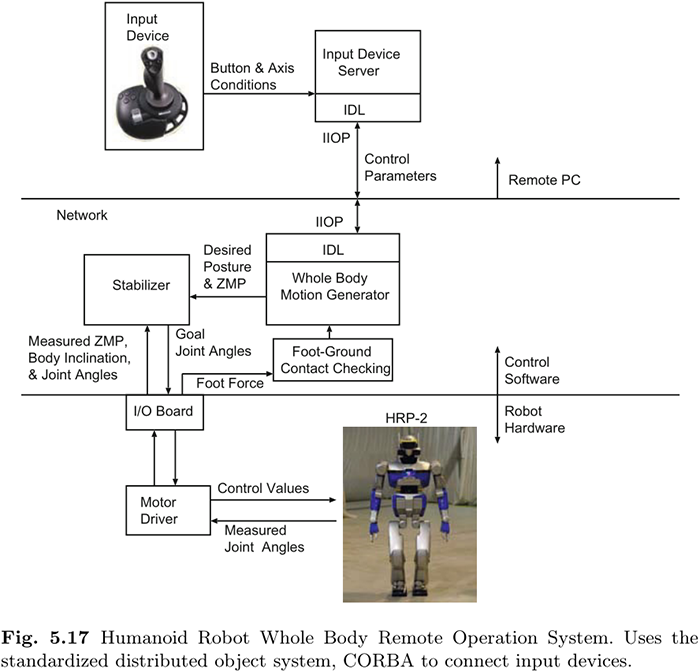 Input
Device
Button & Axis
Conditions
Input Device
Server
IDL
IIOP
Control
Parameters
Remote PC
Network
IIOP
IDL
Whole Body
Motion Generator
Desired
Posture
& ZMP
Stabilizer
Measured ZMP,
Body Inclination,
& Joint Angles
Goal
Joint Angles
Foot-Ground
Contact Checking
Foot Force
Control
Software
I/O Board
Robot
Hardware
HRP-2
Motor
Driver
Control Values
Measured
Joint Angles
Fig. 5.17 Humanoid Robot Whole Body Remote Operation System. Uses the
standardized distributed object system, CORBA to connect input devices.